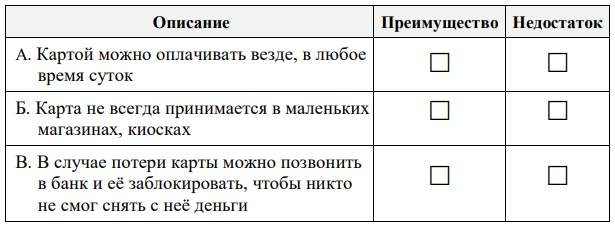 Описание Преимущество Недостаток
А. Картой можно оплачивать везде, в любое
время суток
Б. Карта не всегда принимается в маленьких
магазинах, киосках
В. В случае потери карты можно позвонить
в банк и её заблокировать, чтобы никто
не смог снять с неё деньги